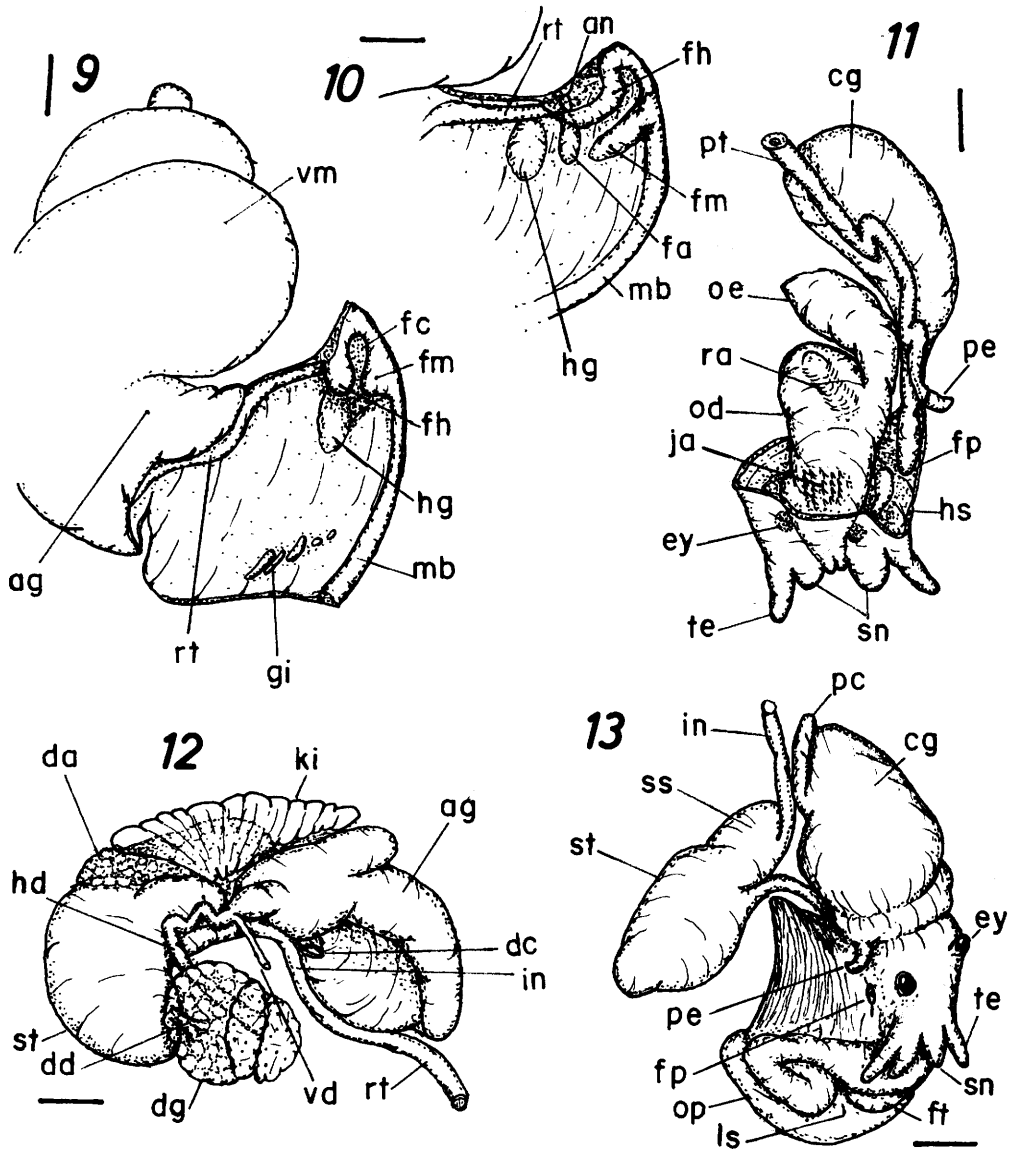 9
vm
fc
fm
fh
hg
mb
ag
rt
gi
10
rt
an
fh
fm
fa
mb
hg
11
cg
pt
oe
ra
pe
od
ja
fp
hs
ey
te
sn
12
da
ki
ag
hd
dc
in
st
dd
dg
vd
rt
13
in
pc
cg
ss
st
ey
pe
te
fp
sn
op
ft
ls